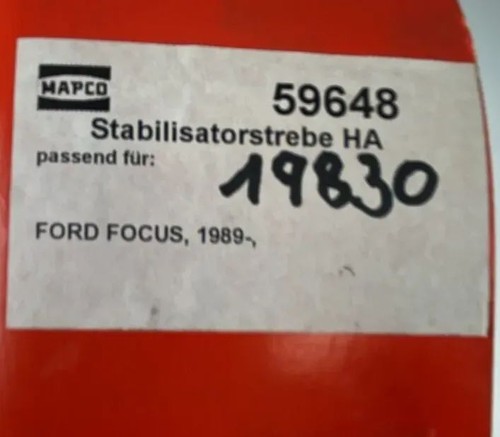 MAPCO
59648
Stabilisatorstrebe HA
passend für:
19830
FORD FOCUS, 1989-,